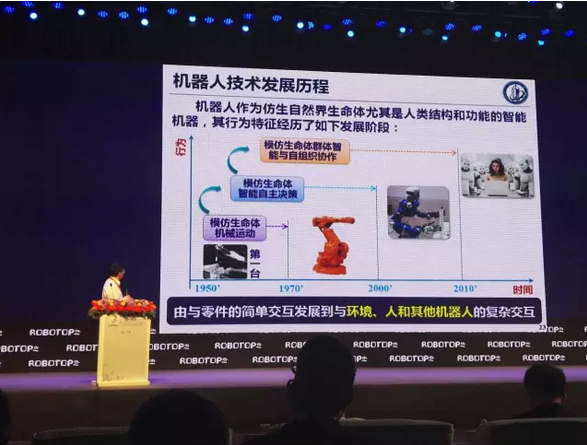 机器人技术发展历程
机器人作为仿生自然界生命体尤其是人类结构和功能的智能
机器，其行为特征经历了如下发展阶段：
行为
模仿生命体群体智
能与自组织协作
模仿生命体
智能自主决策
模仿生命体
机械运动
第一台
1950'
1970'
2000'
2010'
时间
由与零件的简单交互发展到与环境、人和其他机器人的复杂交互
23
ROBOTOP
ROBOTOP
ROBOTOP
ROBOTOP
ROBOTOP
ROBOTOP